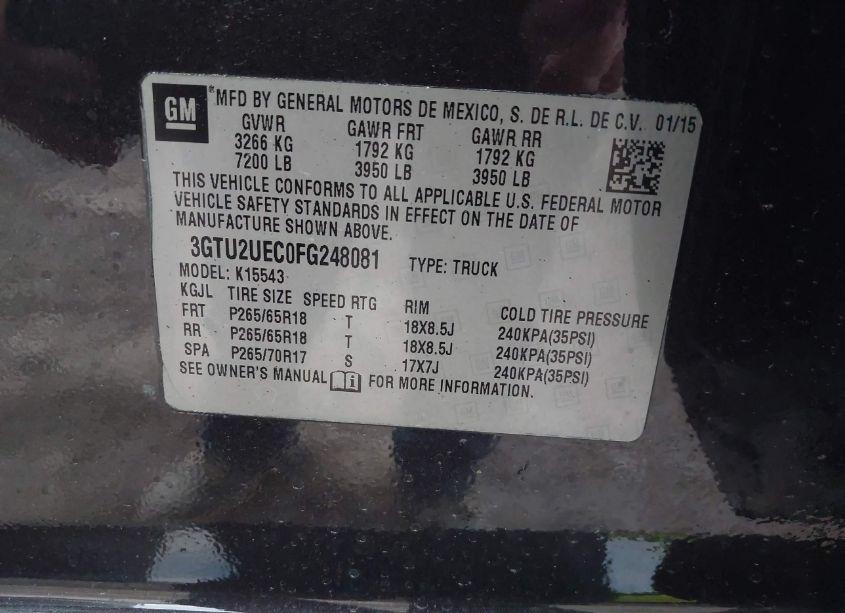 GM
*MFD BY GENERAL MOTORS DE MEXICO, S. DE R.L. DE C.V. 01/15
GVWR GAWR FRT GAWR RR
3266 KG 1792 KG 1792 KG
7200 LB 3950 LB 3950 LB
THIS VEHICLE CONFORMS TO ALL APPLICABLE U.S. FEDERAL MOTOR
VEHICLE SAFETY STANDARDS IN EFFECT ON THE DATE OF
MANUFACTURE SHOWN ABOVE.
3GTU2UEC0FG248081 TYPE: TRUCK
MODEL: K15543
KGJL TIRE SIZE SPEED RTG RIM COLD TIRE PRESSURE
FRT P265/65R18 T 18X8.5J 240KPA(35PSI)
RR P265/65R18 T 18X8.5J 240KPA(35PSI)
SPA P265/70R17 S 17X7J 240KPA(35PSI)
SEE OWNER'S MANUAL FOR MORE INFORMATION.